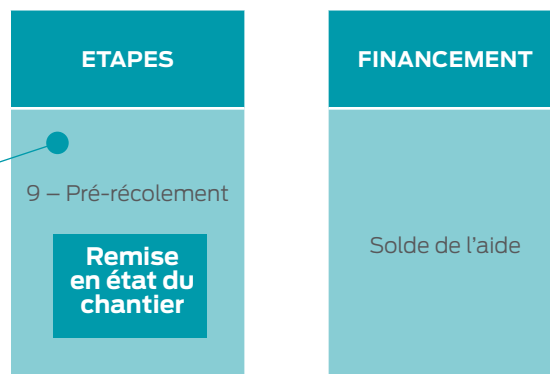 ETAPES
FINANCEMENT
9 – Pré-récolement
Remise
en état du
chantier
Solde de l'aide